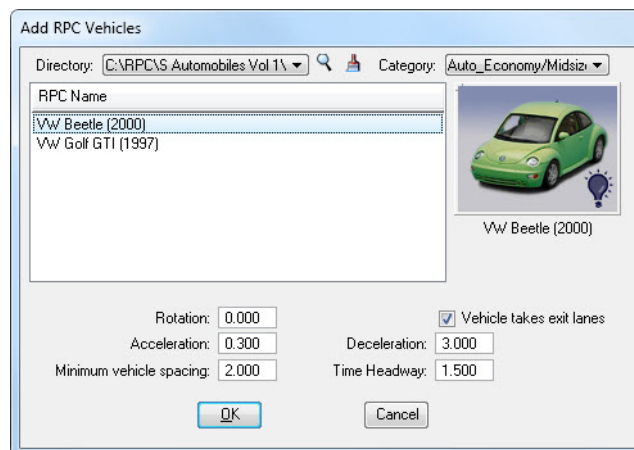 Add RPC Vehicles
Directory: C:\RPC\S Automobiles Vol 1\ Category: Auto_Economy/Midsiz
RPC Name
VW Beetle (2000)
VW Golf GTI (1997)
VW Beetle (2000)
Rotation: 0.000 Vehicle takes exit lanes
Acceleration: 0.300 Deceleration: 3.000
Minimum vehicle spacing: 2.000 Time Headway: 1.500
OK Cancel